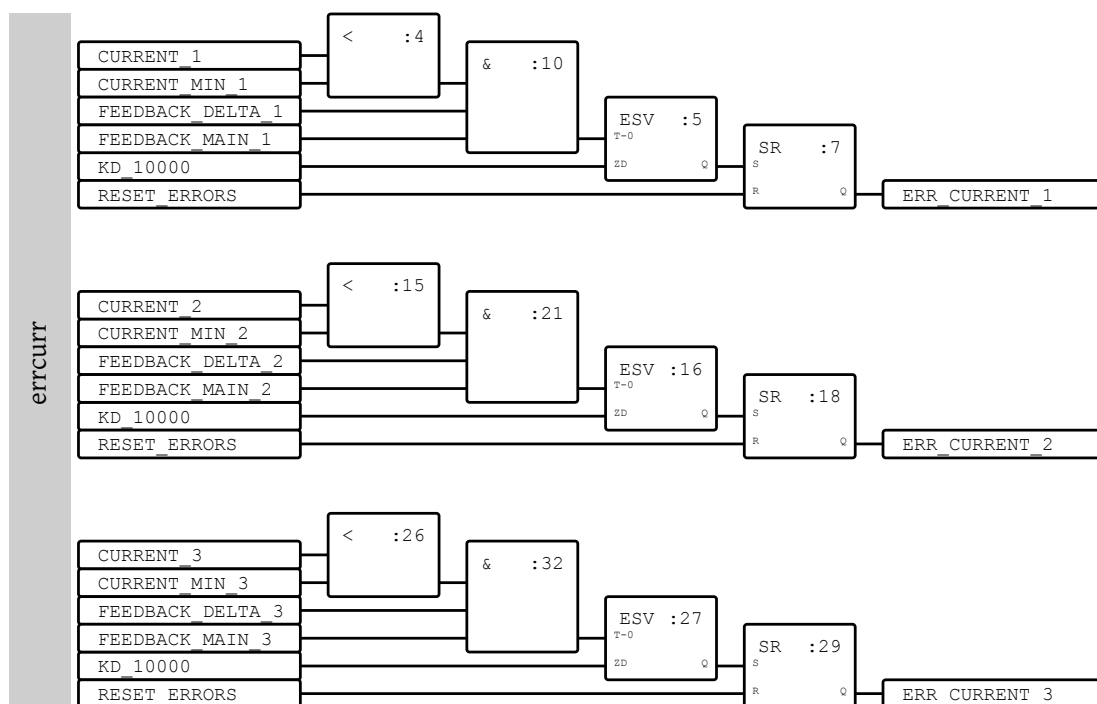 errcurr
< :4
CURRENT_1
& :10
CURRENT_MIN_1
FEEDBACK_DELTA_1
ESV :5
FEEDBACK_MAIN_1
T-0
SR :7
KD_10000
ZD Q
S
RESET_ERRORS
R Q
ERR_CURRENT_1
< :15
CURRENT_2
& :21
CURRENT_MIN_2
FEEDBACK_DELTA_2
ESV :16
FEEDBACK_MAIN_2
T-0
SR :18
KD_10000
ZD Q
S
RESET_ERRORS
R Q
ERR_CURRENT_2
< :26
CURRENT_3
& :32
CURRENT_MIN_3
FEEDBACK_DELTA_3
ESV :27
FEEDBACK_MAIN_3
T-0
SR :29
KD_10000
ZD Q
S
RESET_ERRORS
R Q
ERR_CURRENT_3